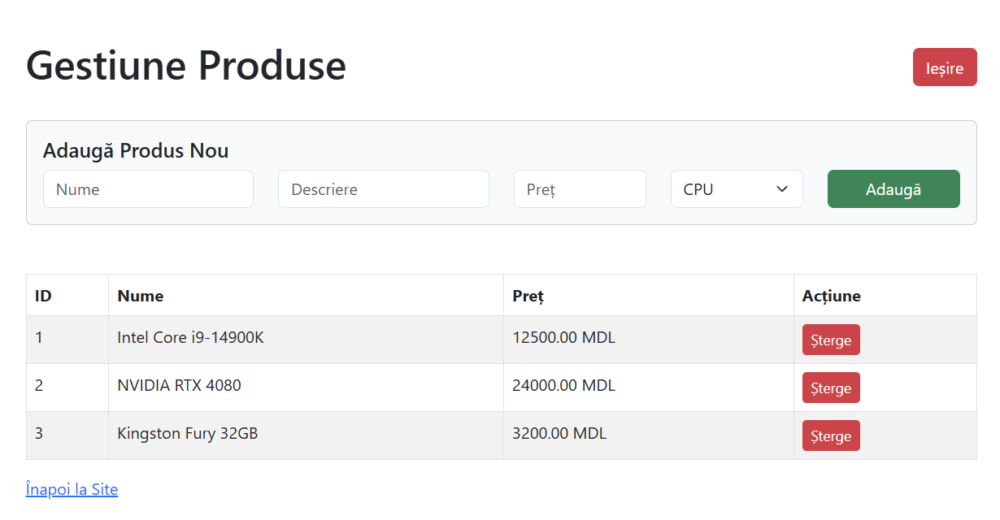 Gestiune Produse
Ieșire
Adaugă Produs Nou
Nume Descriere Preț CPU Adaugă
ID Nume Preț Acțiune
1 Intel Core i9-14900K 12500.00 MDL Șterge
2 NVIDIA RTX 4080 24000.00 MDL Șterge
3 Kingston Fury 32GB 3200.00 MDL Șterge
Înapoi la Site